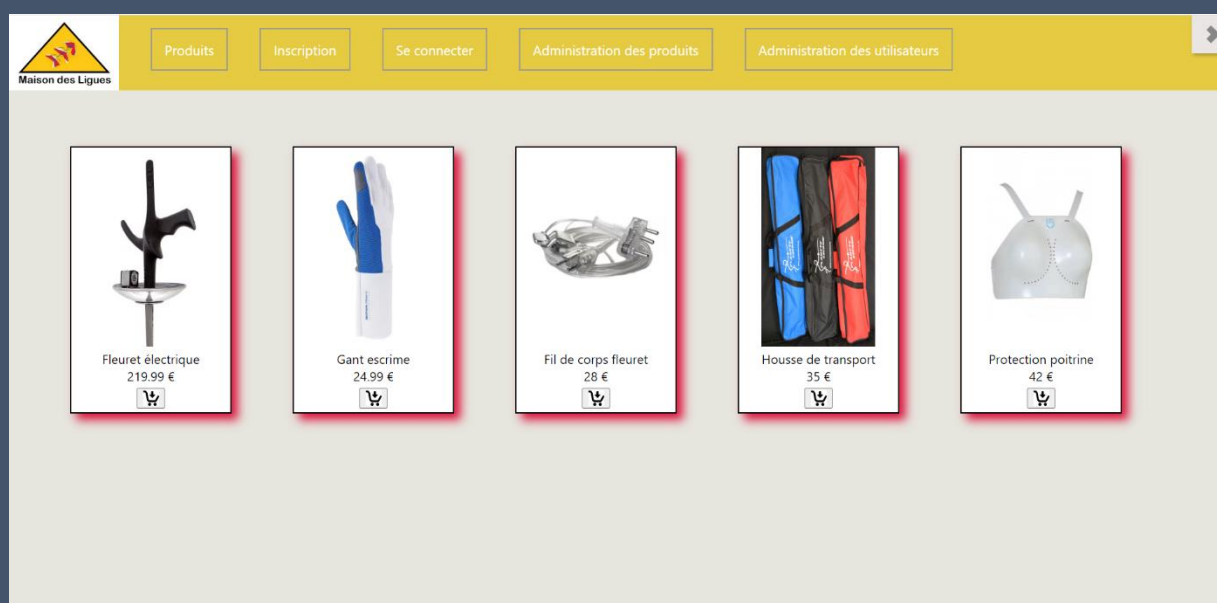 Maison des Ligues
Produits
Inscription
Se connecter
Administration des produits
Administration des utilisateurs
Fleuret électrique
219.99 €
Gant escrime
24.99 €
Fil de corps fleuret
28 €
Housse de transport
35 €
Protection poitrine
42 €